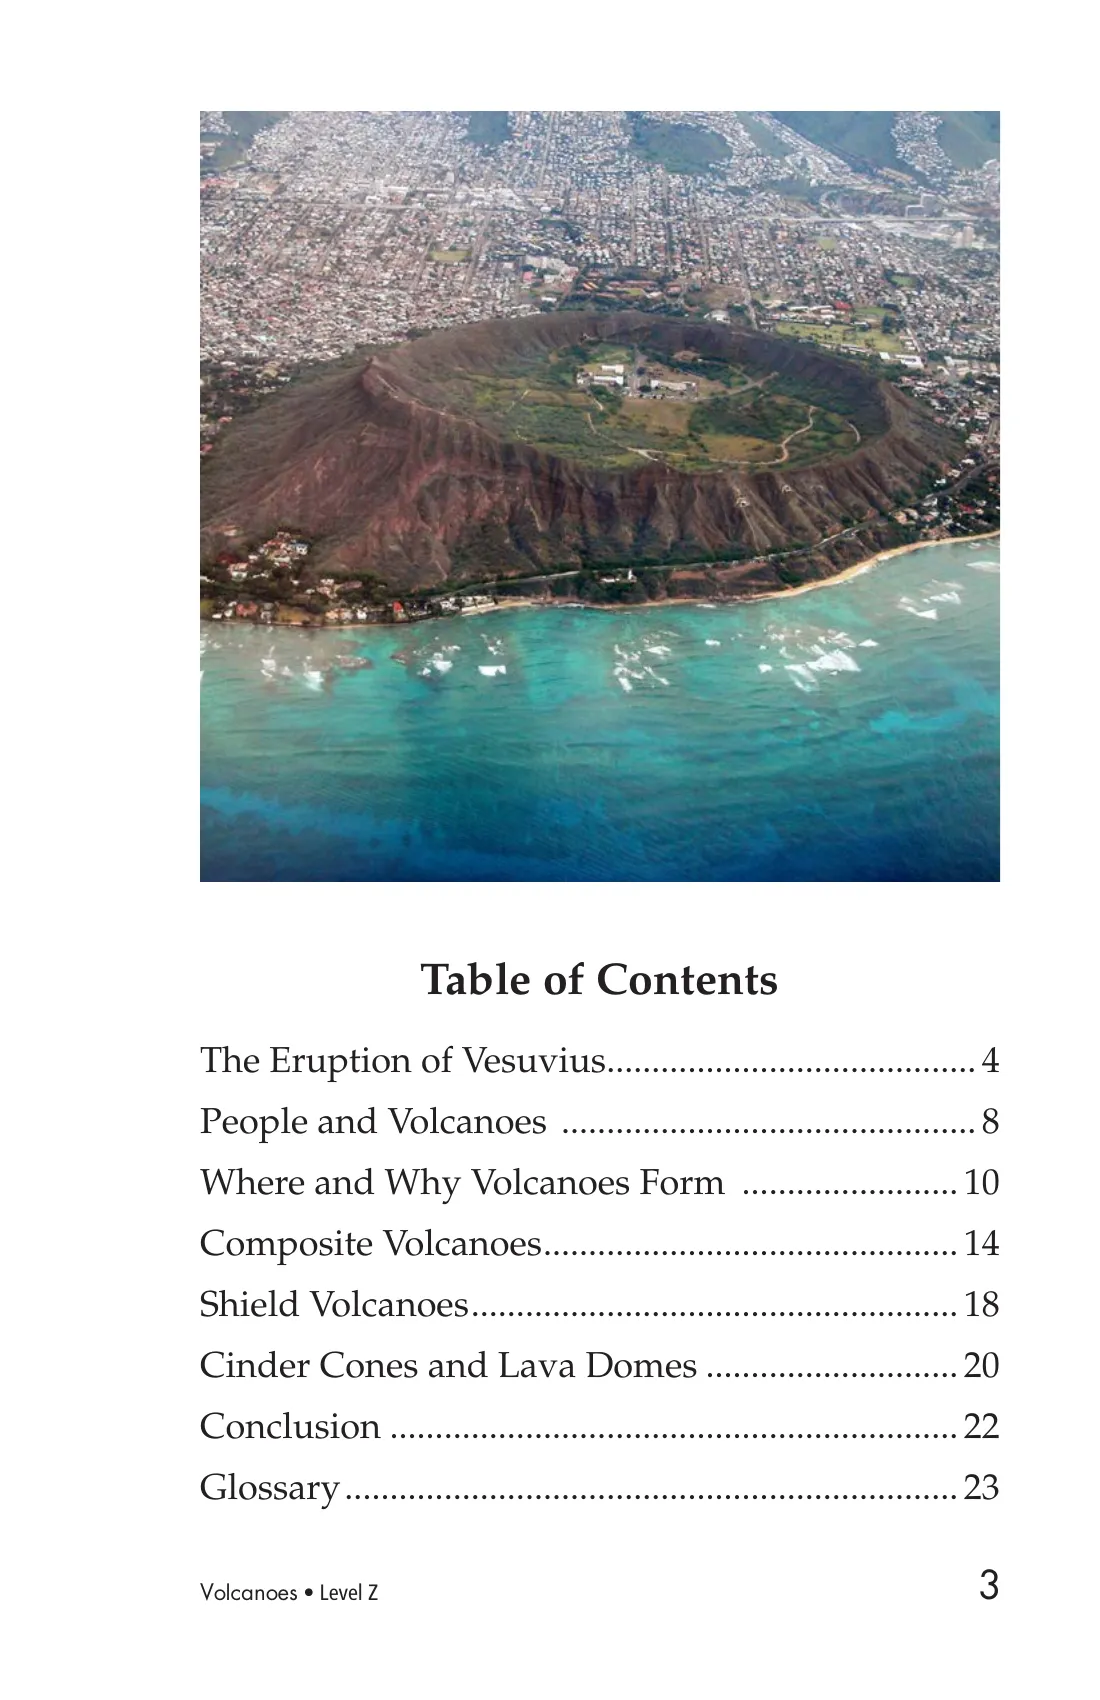 Table of Contents
The Eruption of Vesuvius......................................... 4
People and Volcanoes .............................................. 8
Where and Why Volcanoes Form ........................ 10
Composite Volcanoes.............................................. 14
Shield Volcanoes...................................................... 18
Cinder Cones and Lava Domes ............................ 20
Conclusion ............................................................... 22
Glossary.................................................................... 23
Volcanoes • Level Z 3